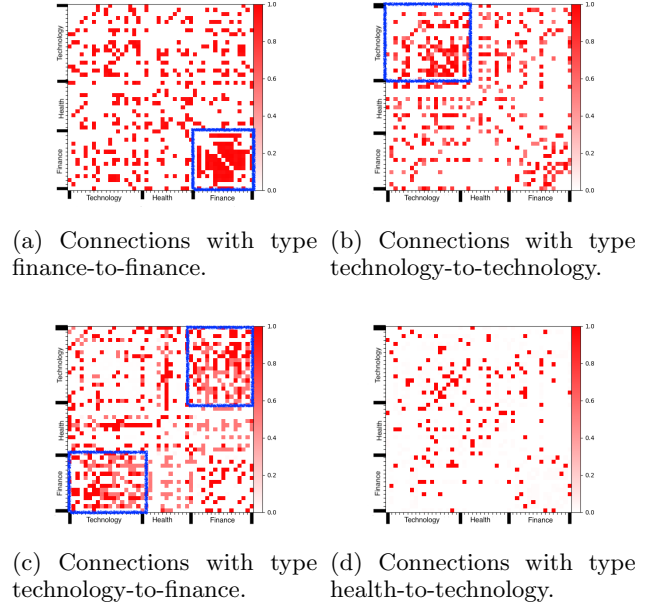 Technology
Health
Finance
Technology Health Finance
1.0
0.8
0.6
0.4
0.2
0.0
Technology
Health
Finance
Technology Health Finance
1.0
0.8
0.6
0.4
0.2
0.0
(a) Connections with type
finance-to-finance.
(b) Connections with type
technology-to-technology.
Technology
Health
Finance
Technology Health Finance
1.0
0.8
0.6
0.4
0.2
0.0
Technology
Health
Finance
Technology Health Finance
1.0
0.8
0.6
0.4
0.2
0.0
(c) Connections with type
technology-to-finance.
(d) Connections with type
health-to-technology.